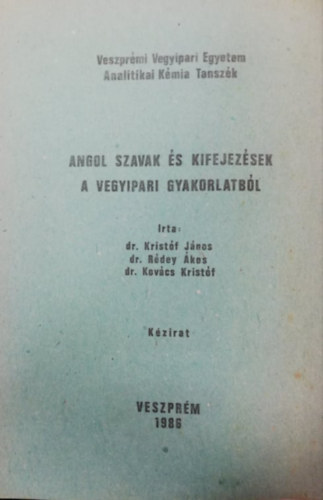 Veszprémi Vegyipari Egyetem
Analitikai Kémia Tanszék
ANGOL SZAVAK ÉS KIFEJEZÉSEK
A VEGYIPARI GYAKORLATBÓL
Irta:
dr. Kristóf János
dr. Rédey Ákos
dr. Kovács Kristóf
Kézirat
VESZPRÉM
1986